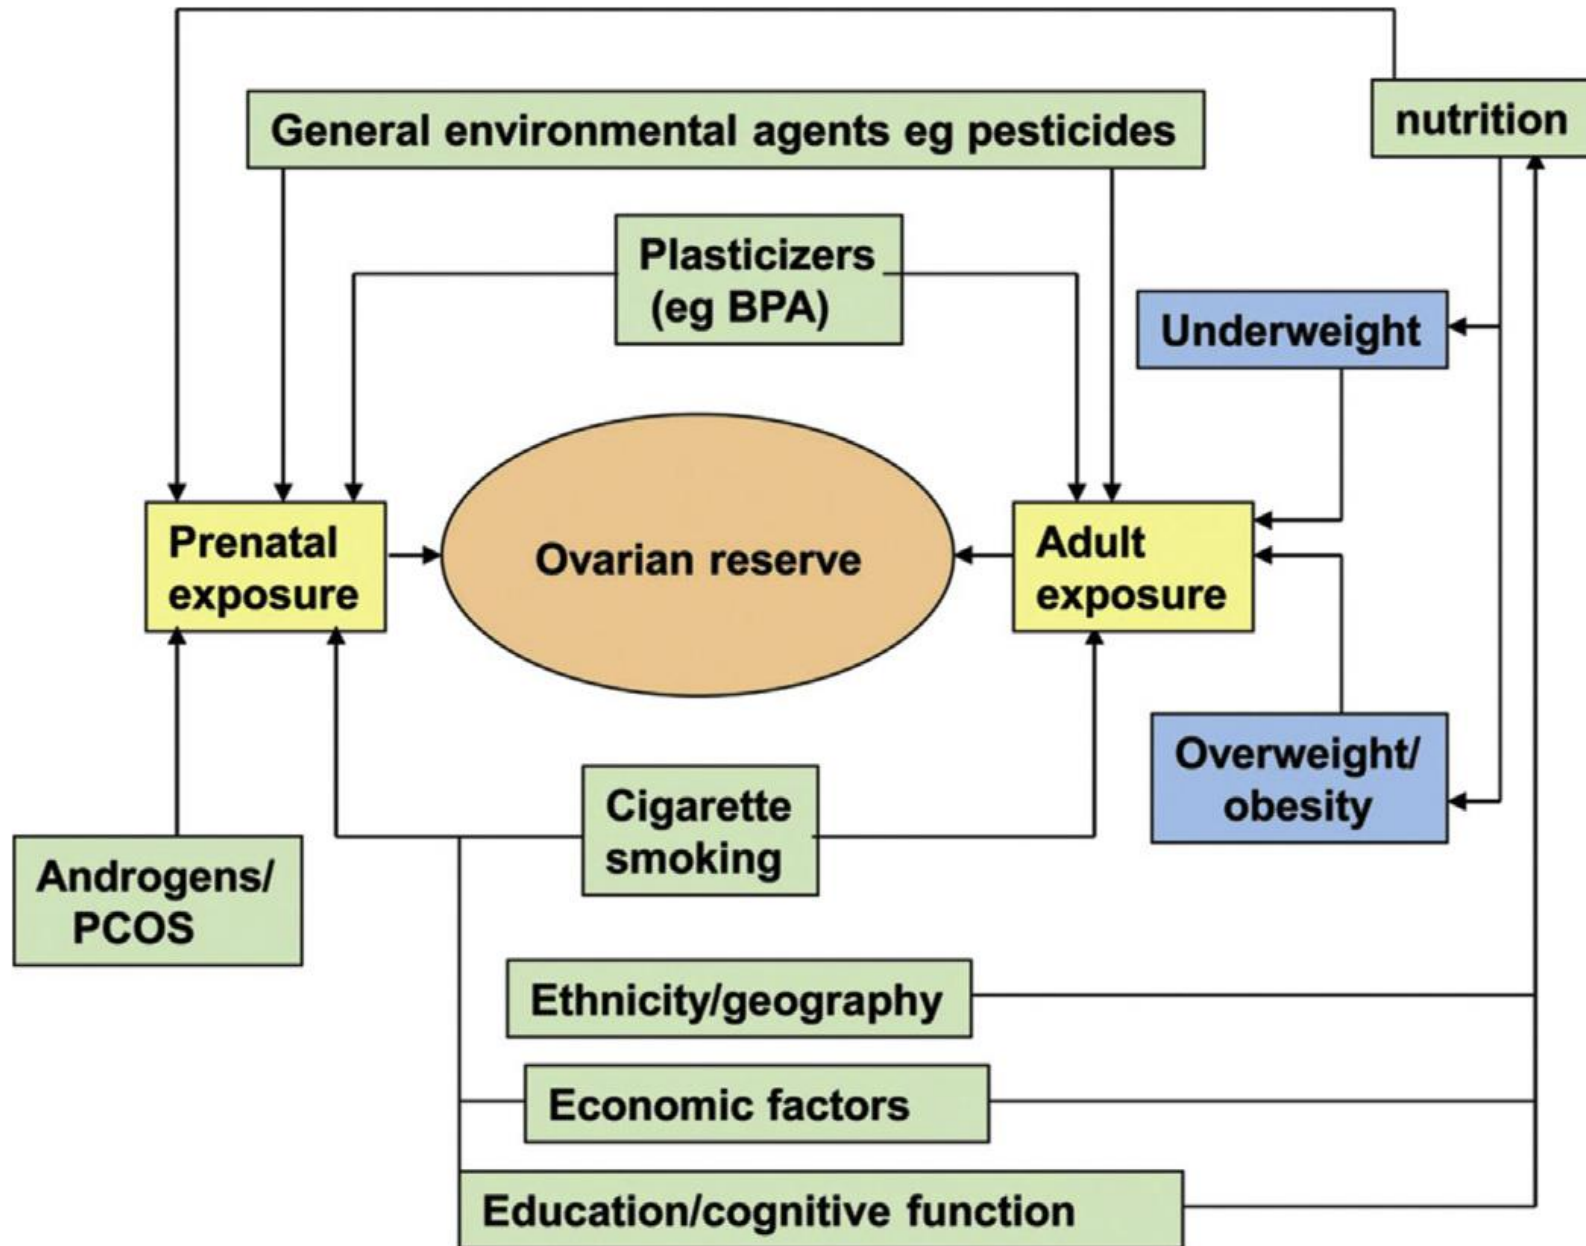 nutrition
General environmental agents eg pesticides
Plasticizers
(eg BPA)
Underweight
Prenatal
exposure
Ovarian reserve
Adult
exposure
Overweight/
obesity
Cigarette
smoking
Androgens/
PCOS
Ethnicity/geography
Economic factors
Education/cognitive function